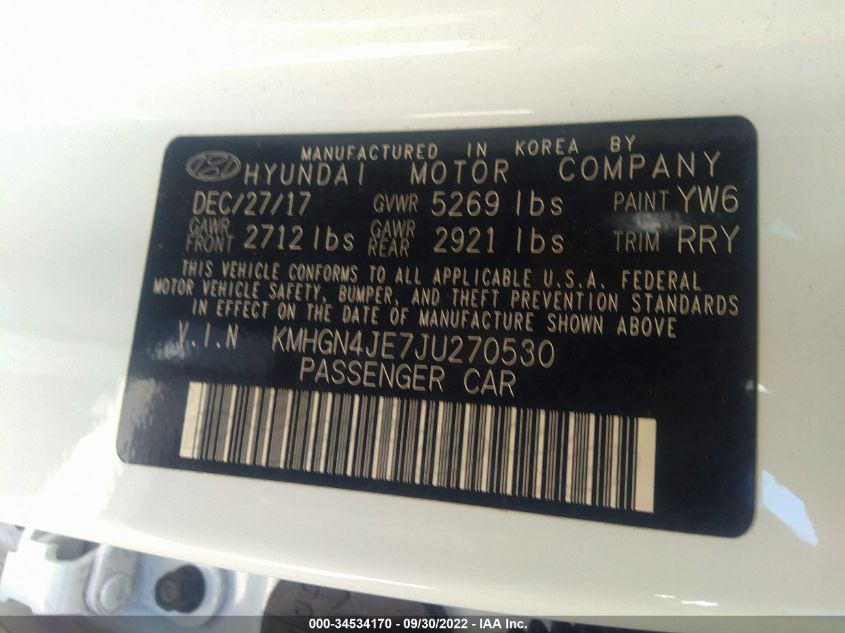 MANUFACTURED IN KOREA BY
HYUNDAI MOTOR COMPANY
DEC/27/17 GVWR 5269 lbs PAINT YW6
GAWR FRONT 2712 lbs GAWR REAR 2921 lbs TRIM RRY
THIS VEHICLE CONFORMS TO ALL APPLICABLE U.S.A. FEDERAL
MOTOR VEHICLE SAFETY, BUMPER, AND THEFT PREVENTION STANDARDS
IN EFFECT ON THE DATE OF MANUFACTURE SHOWN ABOVE
V.I.N KMHGN4JE7JU270530
PASSENGER CAR
000-34534170 - 09/30/2022 - IAA Inc.